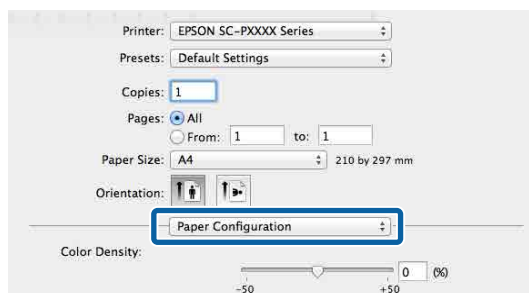 Printer: EPSON SC-PXXXX Series
Presets: Default Settings
Copies: 1
Pages: All
From: 1 to: 1
Paper Size: A4 210 by 297 mm
Orientation:
Paper Configuration
Color Density:
0 (%)
-50 +50